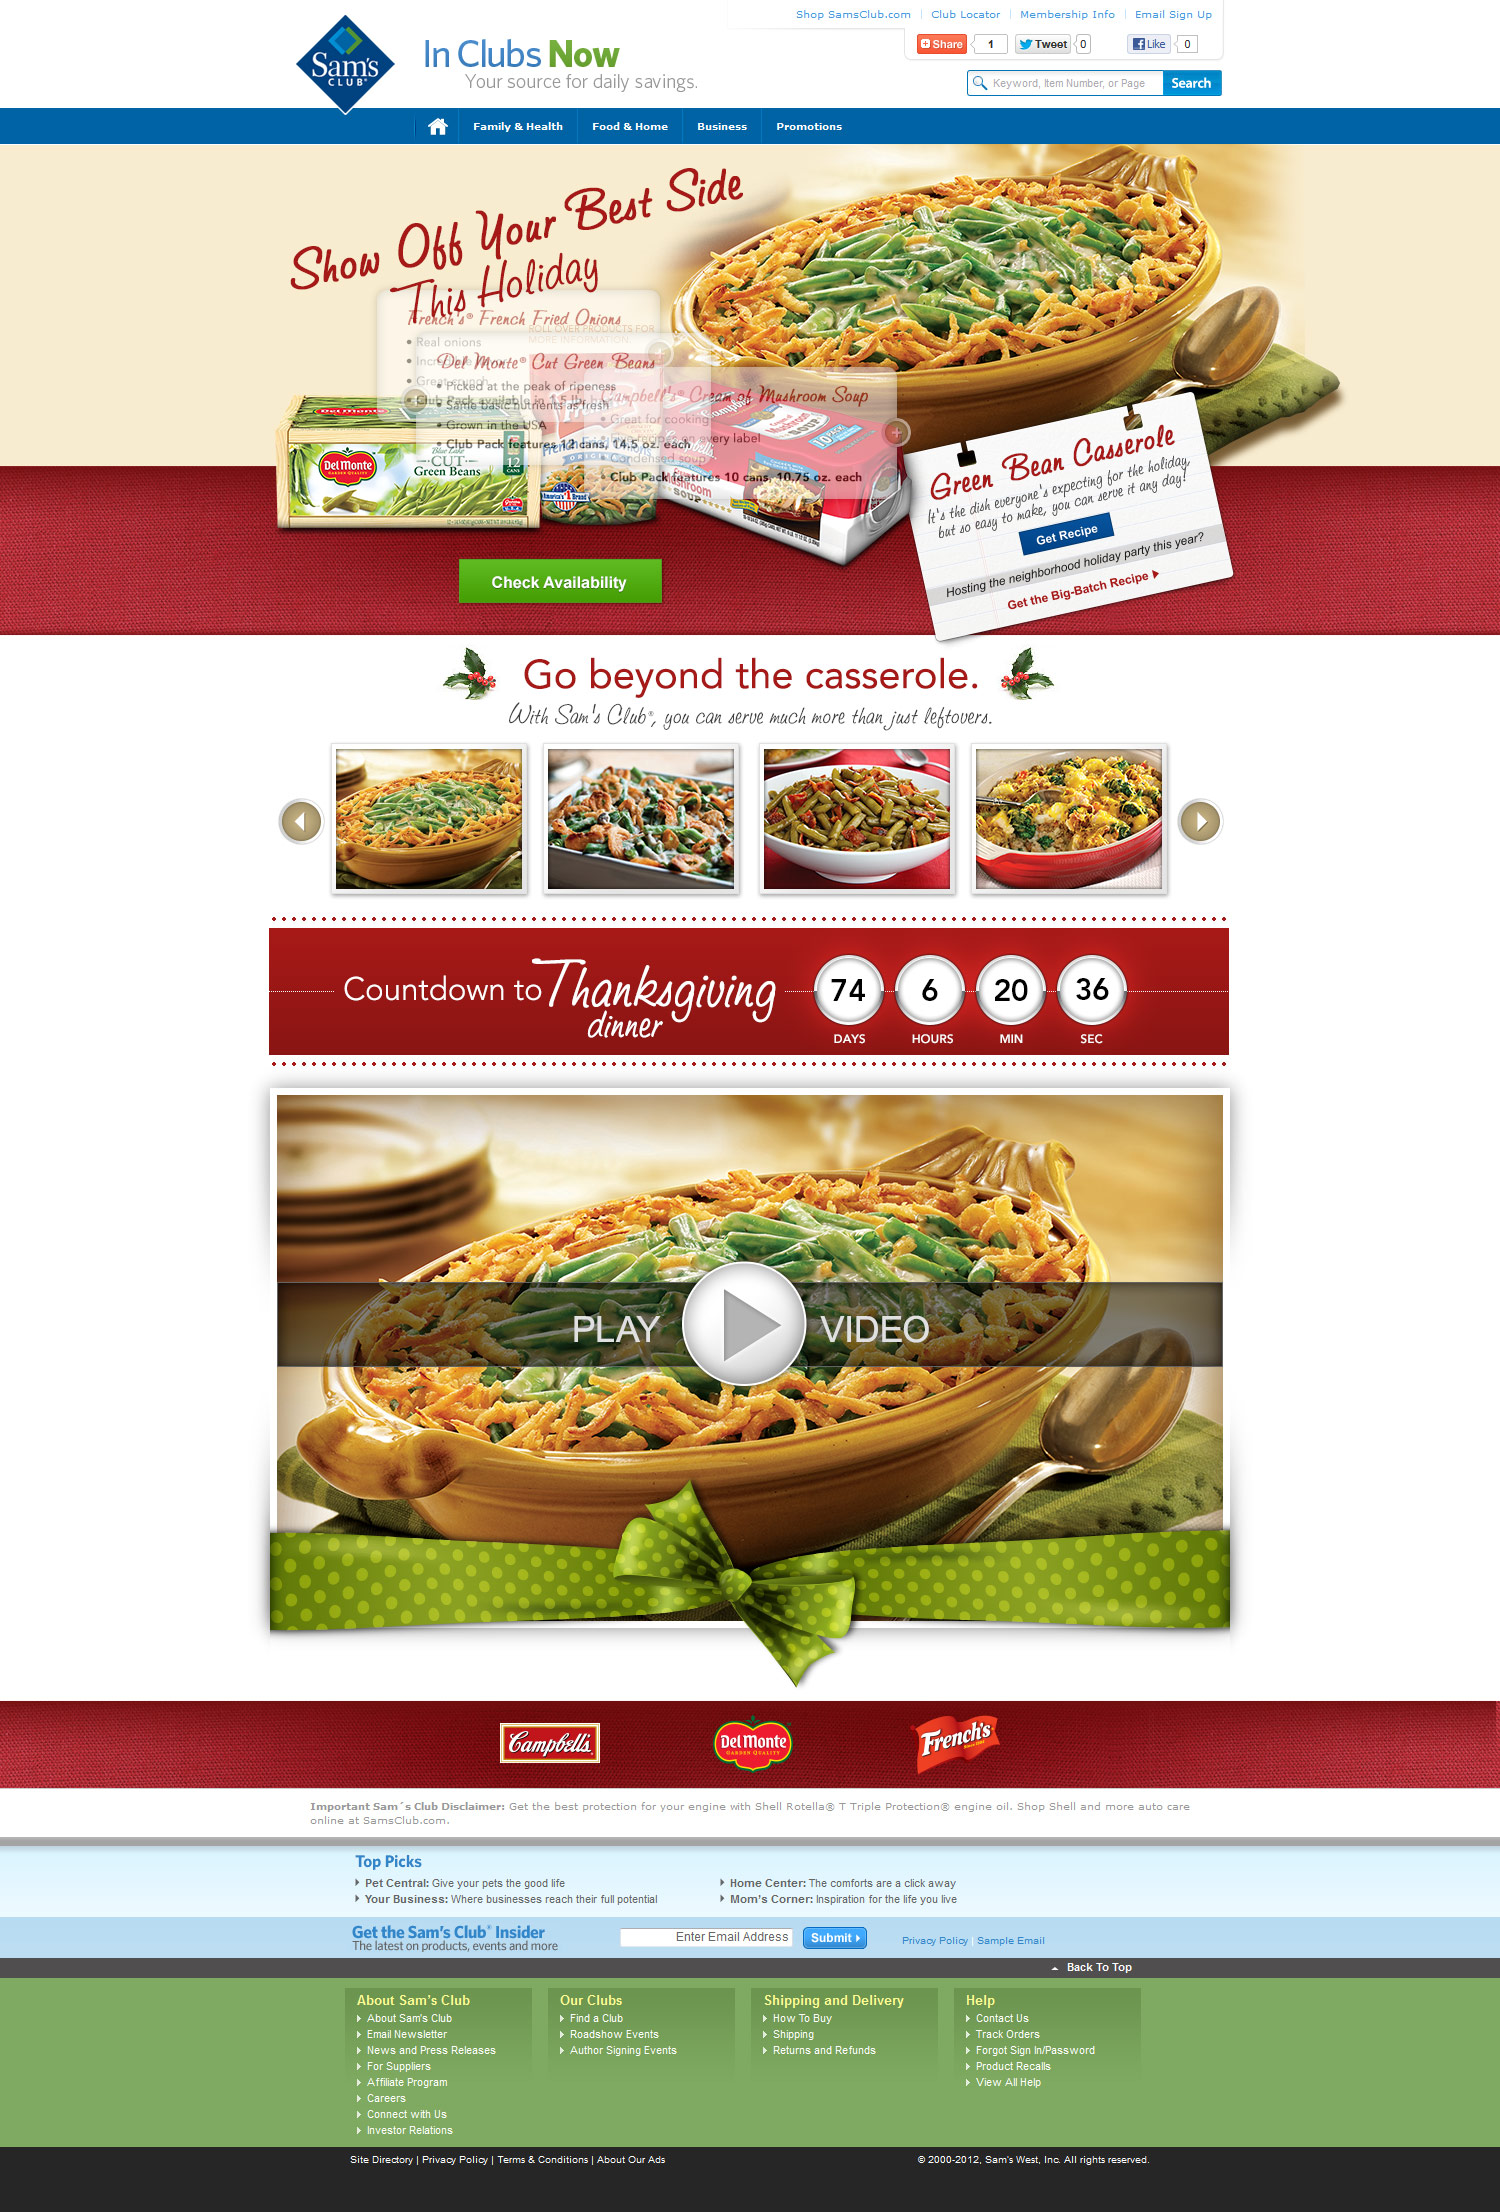 Shop SamsClub.com
Club Locator
Membership Info
Email Sign Up
Sam's
CLUB
In Clubs Now
Your source for daily savings.
Share
1
Tweet
0
Like
0
Keyword, Item Number, or Page
Search
Family & Health
Food & Home
Business
Promotions
Show Off Your Best Side
This Holiday
French's® French Fried Onions
ROLL OVER PRODUCTS FOR
MORE INFORMATION.
• Real onions
• Great crunch
• Club Pack available in 1.5 lb.
Del Monte® Cut Green Beans
• Picked at the peak of ripeness
• Same basic nutrients as fresh
• Grown in the USA
• Club Pack features 12 cans, 14.5 oz. each
Campbell's® Cream of Mushroom Soup
• Great for cooking
every label
• Condensed soup
• Club Pack features 10 cans, 10.75 oz. each
Del Monte
Blue Lake
CUT
Green Beans
12
CANS
America's #1 Brand
Green Bean Casserole
It's the dish everyone's expecting for the holiday,
but so easy to make, you can serve it any day!
Get Recipe
Hosting the neighborhood holiday party this year?
Get the Big-Batch Recipe
Check Availability
Go beyond the casserole.
With Sam's Club®, you can serve much more than just leftovers.
Countdown to Thanksgiving
dinner
74
6
20
36
DAYS
HOURS
MIN
SEC
PLAY VIDEO
Campbell's
Del Monte
GARDEN QUALITY
French's
Important Sam´s Club Disclaimer: Get the best protection for your engine with Shell Rotella® T Triple Protection® engine oil. Shop Shell and more auto care
online at SamsClub.com.
Top Picks
Pet Central: Give your pets the good life
Home Center: The comforts are a click away
Your Business: Where businesses reach their full potential
Mom's Corner: Inspiration for the life you live
Get the Sam's Club® Insider
The latest on products, events and more
Enter Email Address
Submit
Privacy Policy | Sample Email
Back To Top
About Sam's Club
About Sam's Club
Email Newsletter
News and Press Releases
For Suppliers
Affiliate Program
Careers
Connect with Us
Investor Relations
Our Clubs
Find a Club
Roadshow Events
Author Signing Events
Shipping and Delivery
How To Buy
Shipping
Returns and Refunds
Help
Contact Us
Track Orders
Forgot Sign In/Password
Product Recalls
View All Help
Site Directory | Privacy Policy | Terms & Conditions | About Our Ads
© 2000-2012, Sam's West, Inc. All rights reserved.